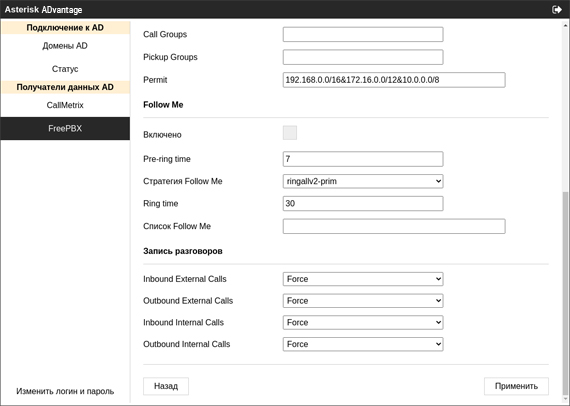 Asterisk ADvantage
Подключение к AD
Домены AD
Статус
Получатели данных AD
CallMetrix
FreePBX
Изменить логин и пароль
Call Groups
Pickup Groups
Permit 192.168.0.0/16&172.16.0.0/12&10.0.0.0/8
Follow Me
Включено
Pre-ring time 7
Стратегия Follow Me ringallv2-prim
Ring time 30
Список Follow Me
Запись разговоров
Inbound External Calls Force
Outbound External Calls Force
Inbound Internal Calls Force
Outbound Internal Calls Force
Назад Применить